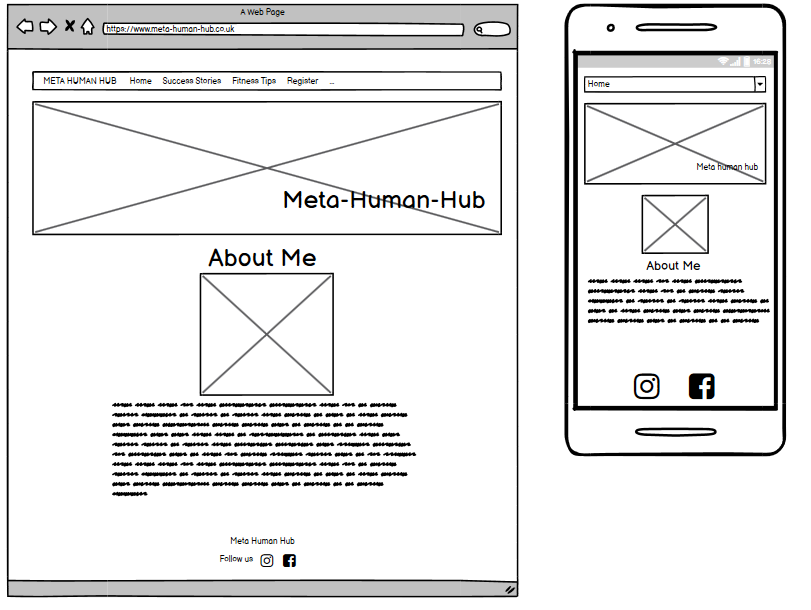 A Web Page
https://www.meta-human-hub.co.uk
META HUMAN HUB Home Success Stories Fitness Tips Register ...
Meta-Human-Hub
About Me
Meta Human Hub
Follow us
15:25
Home
Meta human hub
About Me